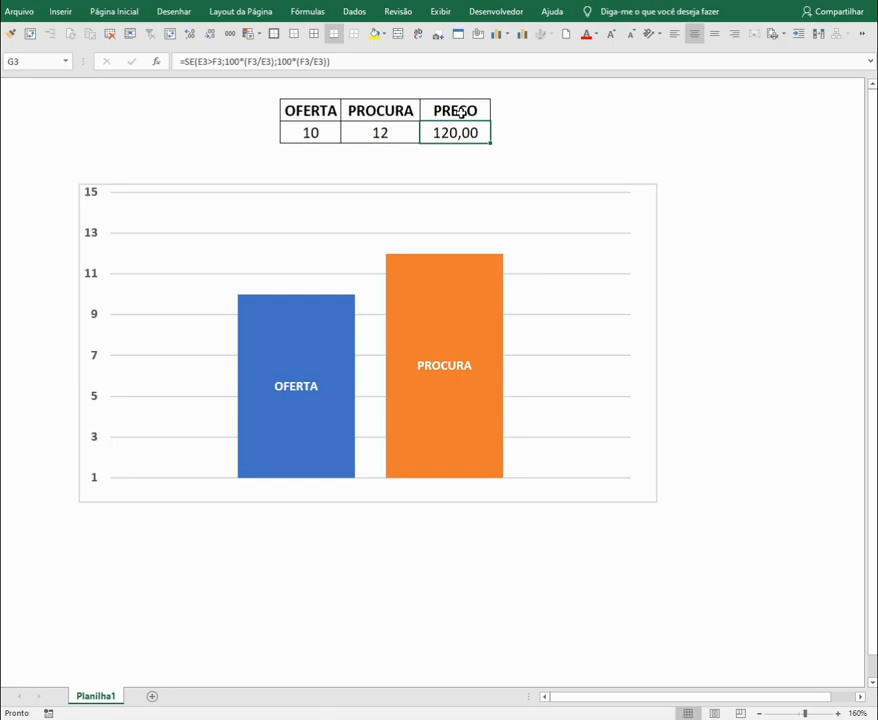 Arquivo Inserir Página Inicial Desenhar Layout da Página Fórmulas Dados Revisão Exibir Desenvolvedor Ajuda Diga-me o que você deseja fazer Compartilhar
G3 fx =SE(E3>F3;100*(F3/E3);100*(F3/E3))
OFERTA PROCURA PREÇO
10 12 120,00
15
13
11
9
7
5
3
1
PROCURA
OFERTA
Planilha1
Pronto 160%